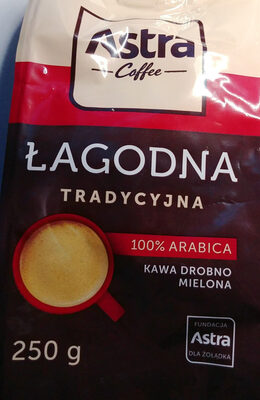 Astra
Coffee
ŁAGODNA
TRADYCYJNA
100% ARABICA
KAWA DROBNO
MIELONA
FUNDACJA
Astra
DLA ŻOŁĄDKA
250 g